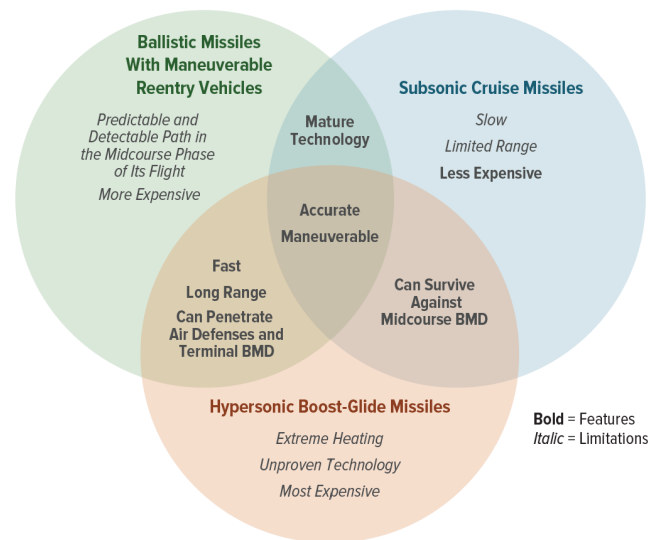 Ballistic Missiles
With Maneuverable
Reentry Vehicles
Predictable and
Detectable Path in
the Midcourse Phase
of Its Flight
More Expensive
Mature
Technology
Subsonic Cruise Missiles
Slow
Limited Range
Less Expensive
Accurate
Maneuverable
Fast
Long Range
Can Penetrate
Air Defenses and
Terminal BMD
Can Survive
Against
Midcourse BMD
Hypersonic Boost-Glide Missiles
Extreme Heating
Unproven Technology
Most Expensive
Bold = Features
Italic = Limitations